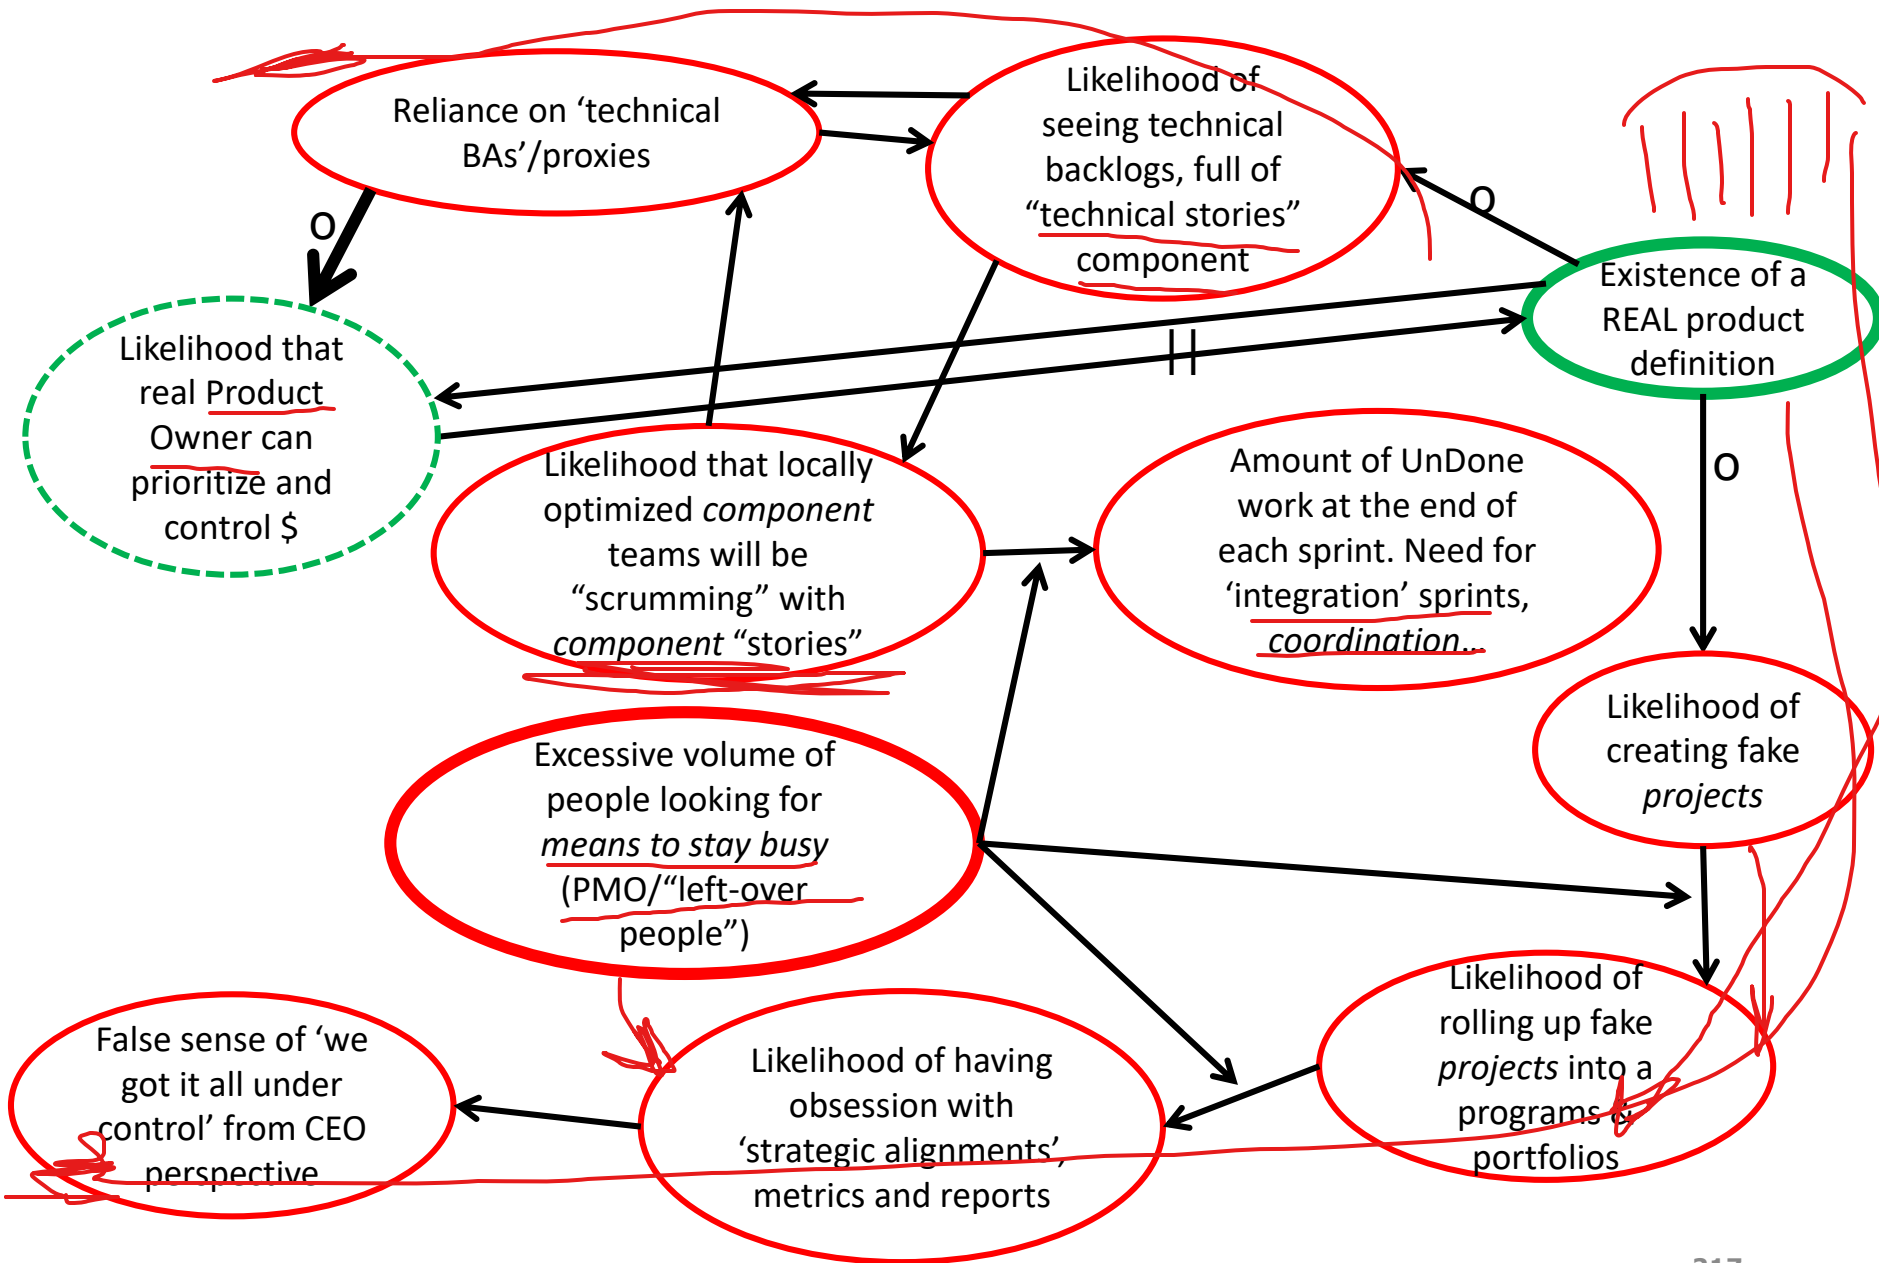 Reliance on ‘technical
BAs’/proxies
Likelihood of
seeing technical
backlogs, full of
“technical stories”
component
O
O
Existence of a
REAL product
definition
Likelihood that
real Product
Owner can
prioritize and
control $
Likelihood that locally
optimized component
teams will be
“scrumming” with
component “stories”
Amount of UnDone
work at the end of
each sprint. Need for
‘integration’ sprints,
coordination…
O
Likelihood of
creating fake
projects
Excessive volume of
people looking for
means to stay busy
(PMO/“left-over
people”)
Likelihood of
rolling up fake
projects into a
programs &
portfolios
False sense of ‘we
got it all under
control’ from CEO
perspective
Likelihood of having
obsession with
‘strategic alignments’,
metrics and reports